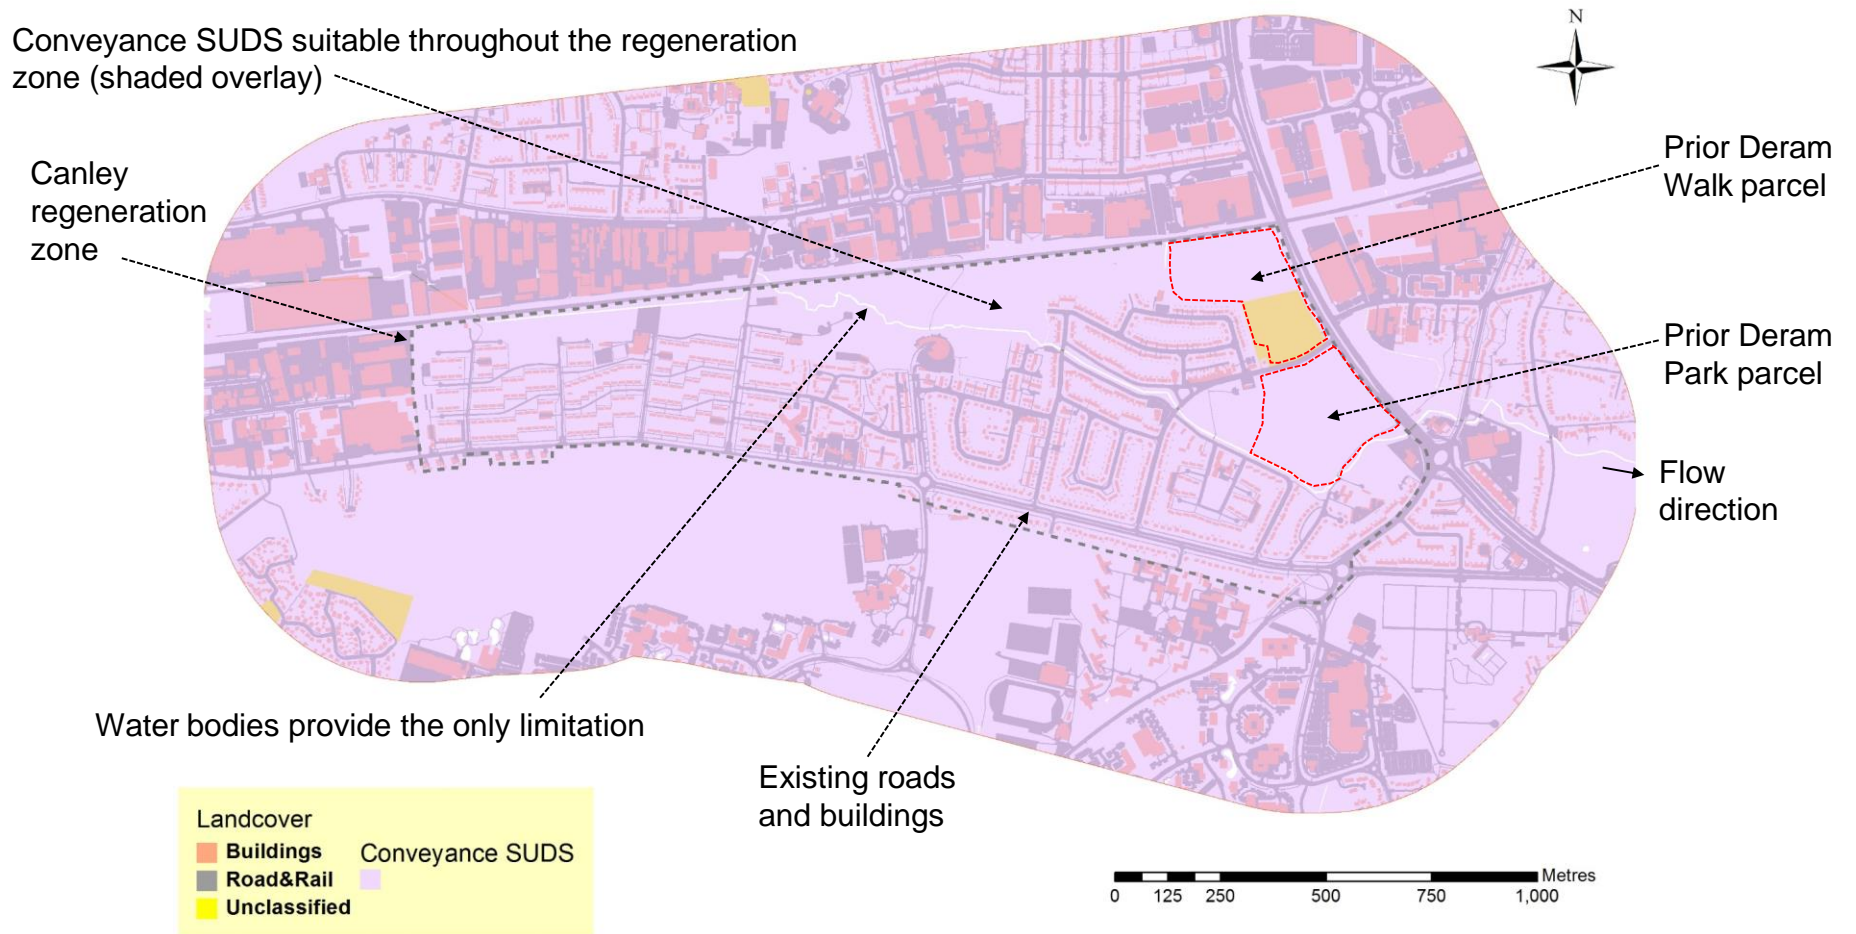 Conveyance SUDS suitable throughout the regeneration
zone (shaded overlay)
N
Canley
regeneration
zone
Prior Deram
Walk parcel
Prior Deram
Park parcel
Flow
direction
Water bodies provide the only limitation
Existing roads
and buildings
Landcover
Buildings
Road&Rail
Unclassified
Conveyance SUDS
Metres
0 125 250 500 750 1,000